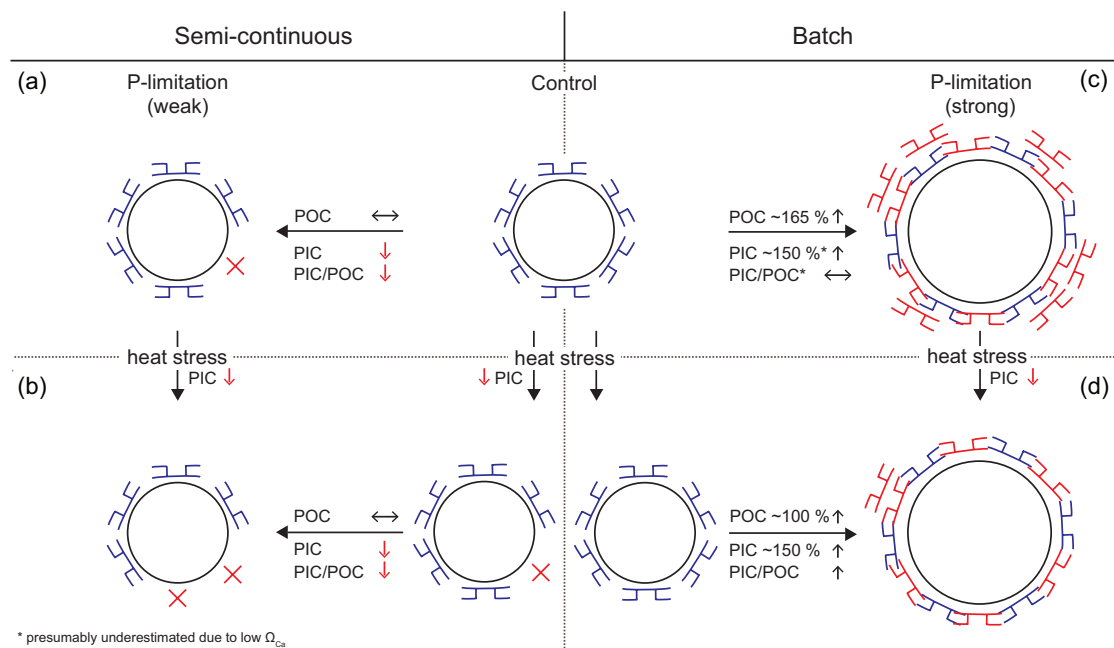 Semi-continuous
Batch
(a)
P-limitation
(weak)
Control
(c)
P-limitation
(strong)
POC ↔
PIC ↓
PIC/POC ↓
POC ~165 % ↑
PIC ~150 %* ↑
PIC/POC* ↔
heat stress
PIC ↓
heat stress
↓ PIC
heat stress
PIC ↓
(b)
(d)
POC ↔
PIC ↓
PIC/POC ↓
POC ~100 % ↑
PIC ~150 % ↑
PIC/POC ↑
* presumably underestimated due to low Ω_Ca